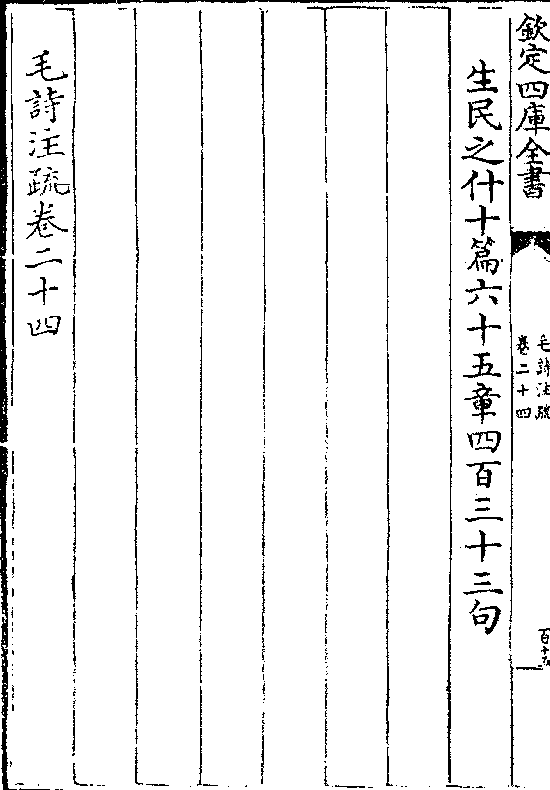 欽定四庫全書
毛詩注疏
卷二十四
生民之什十篇六十五章四百三十三句
毛詩注疏卷二十四